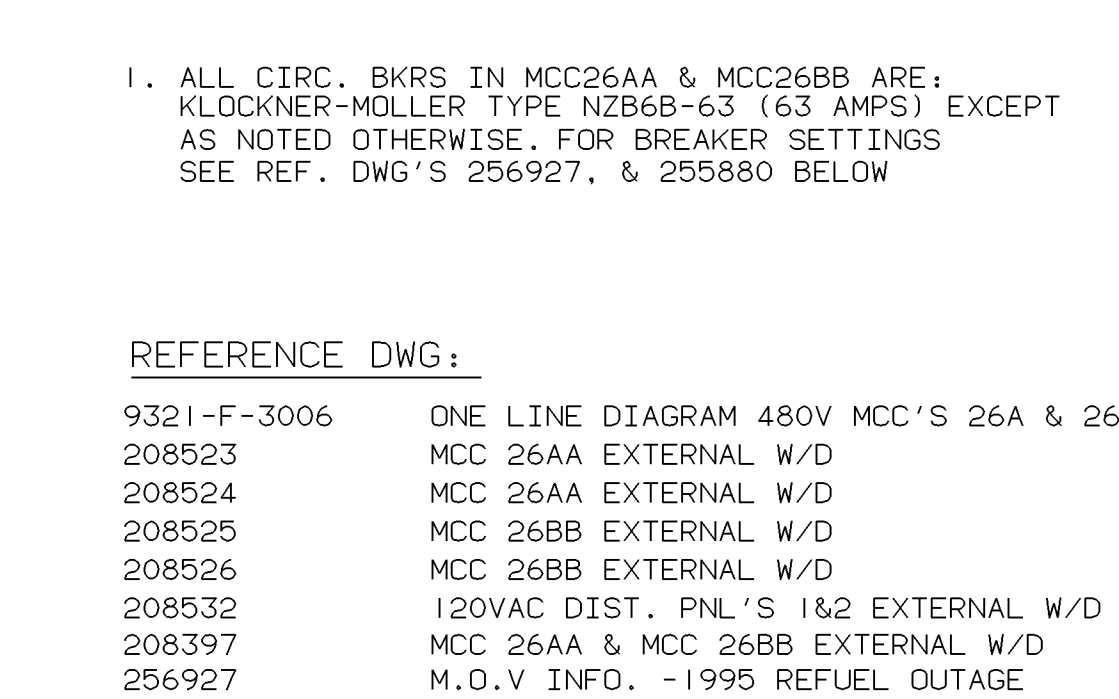 1. ALL CIRC. BKRS IN MCC26AA & MCC26BB ARE:
KLOCKNER-MOLLER TYPE NZB6B-63 (63 AMPS) EXCEPT
AS NOTED OTHERWISE. FOR BREAKER SETTINGS
SEE REF. DWG'S 256927, & 255880 BELOW
REFERENCE DWG:
9321-F-3006 ONE LINE DIAGRAM 480V MCC'S 26A & 26
208523 MCC 26AA EXTERNAL W/D
208524 MCC 26AA EXTERNAL W/D
208525 MCC 26BB EXTERNAL W/D
208526 MCC 26BB EXTERNAL W/D
208532 120VAC DIST. PNL'S 1&2 EXTERNAL W/D
208397 MCC 26AA & MCC 26BB EXTERNAL W/D
256927 M.O.V INFO. -1995 REFUEL OUTAGE